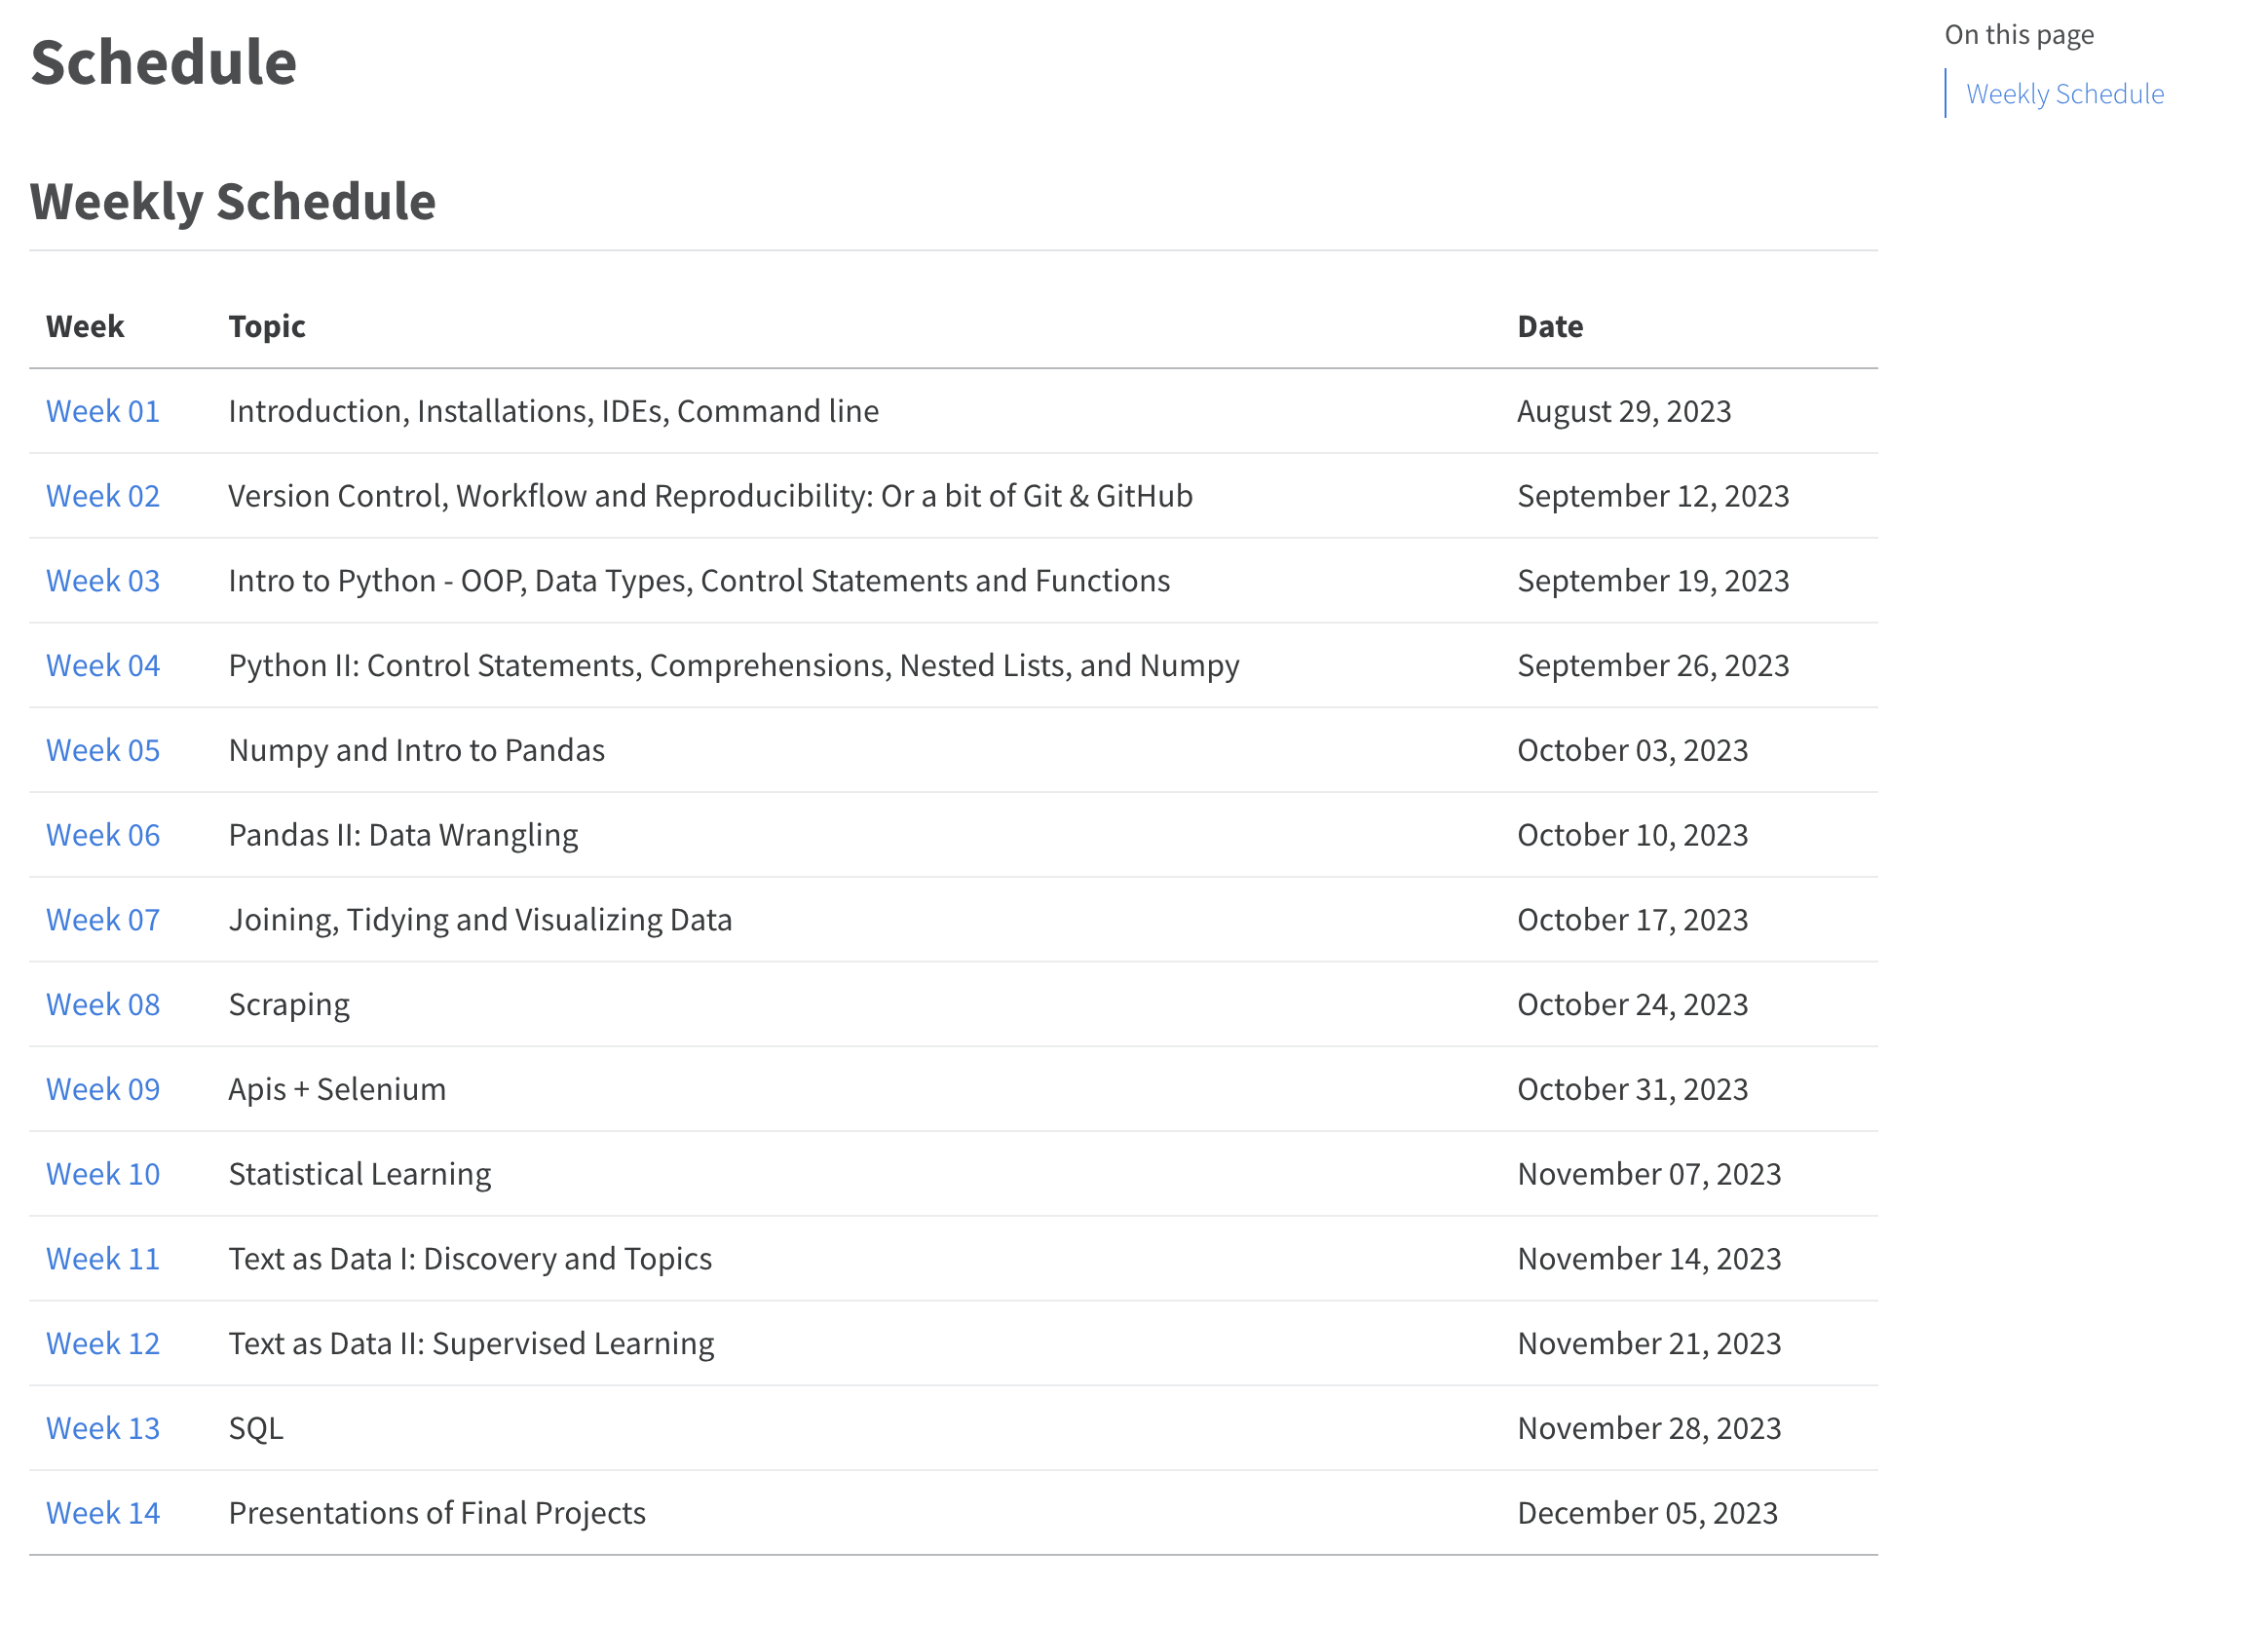 Schedule
On this page
Weekly Schedule
Weekly Schedule
Week Topic Date
Week 01 Introduction, Installations, IDEs, Command line August 29, 2023
Week 02 Version Control, Workflow and Reproducibility: Or a bit of Git & GitHub September 12, 2023
Week 03 Intro to Python - OOP, Data Types, Control Statements and Functions September 19, 2023
Week 04 Python II: Control Statements, Comprehensions, Nested Lists, and Numpy September 26, 2023
Week 05 Numpy and Intro to Pandas October 03, 2023
Week 06 Pandas II: Data Wrangling October 10, 2023
Week 07 Joining, Tidying and Visualizing Data October 17, 2023
Week 08 Scraping October 24, 2023
Week 09 Apis + Selenium October 31, 2023
Week 10 Statistical Learning November 07, 2023
Week 11 Text as Data I: Discovery and Topics November 14, 2023
Week 12 Text as Data II: Supervised Learning November 21, 2023
Week 13 SQL November 28, 2023
Week 14 Presentations of Final Projects December 05, 2023